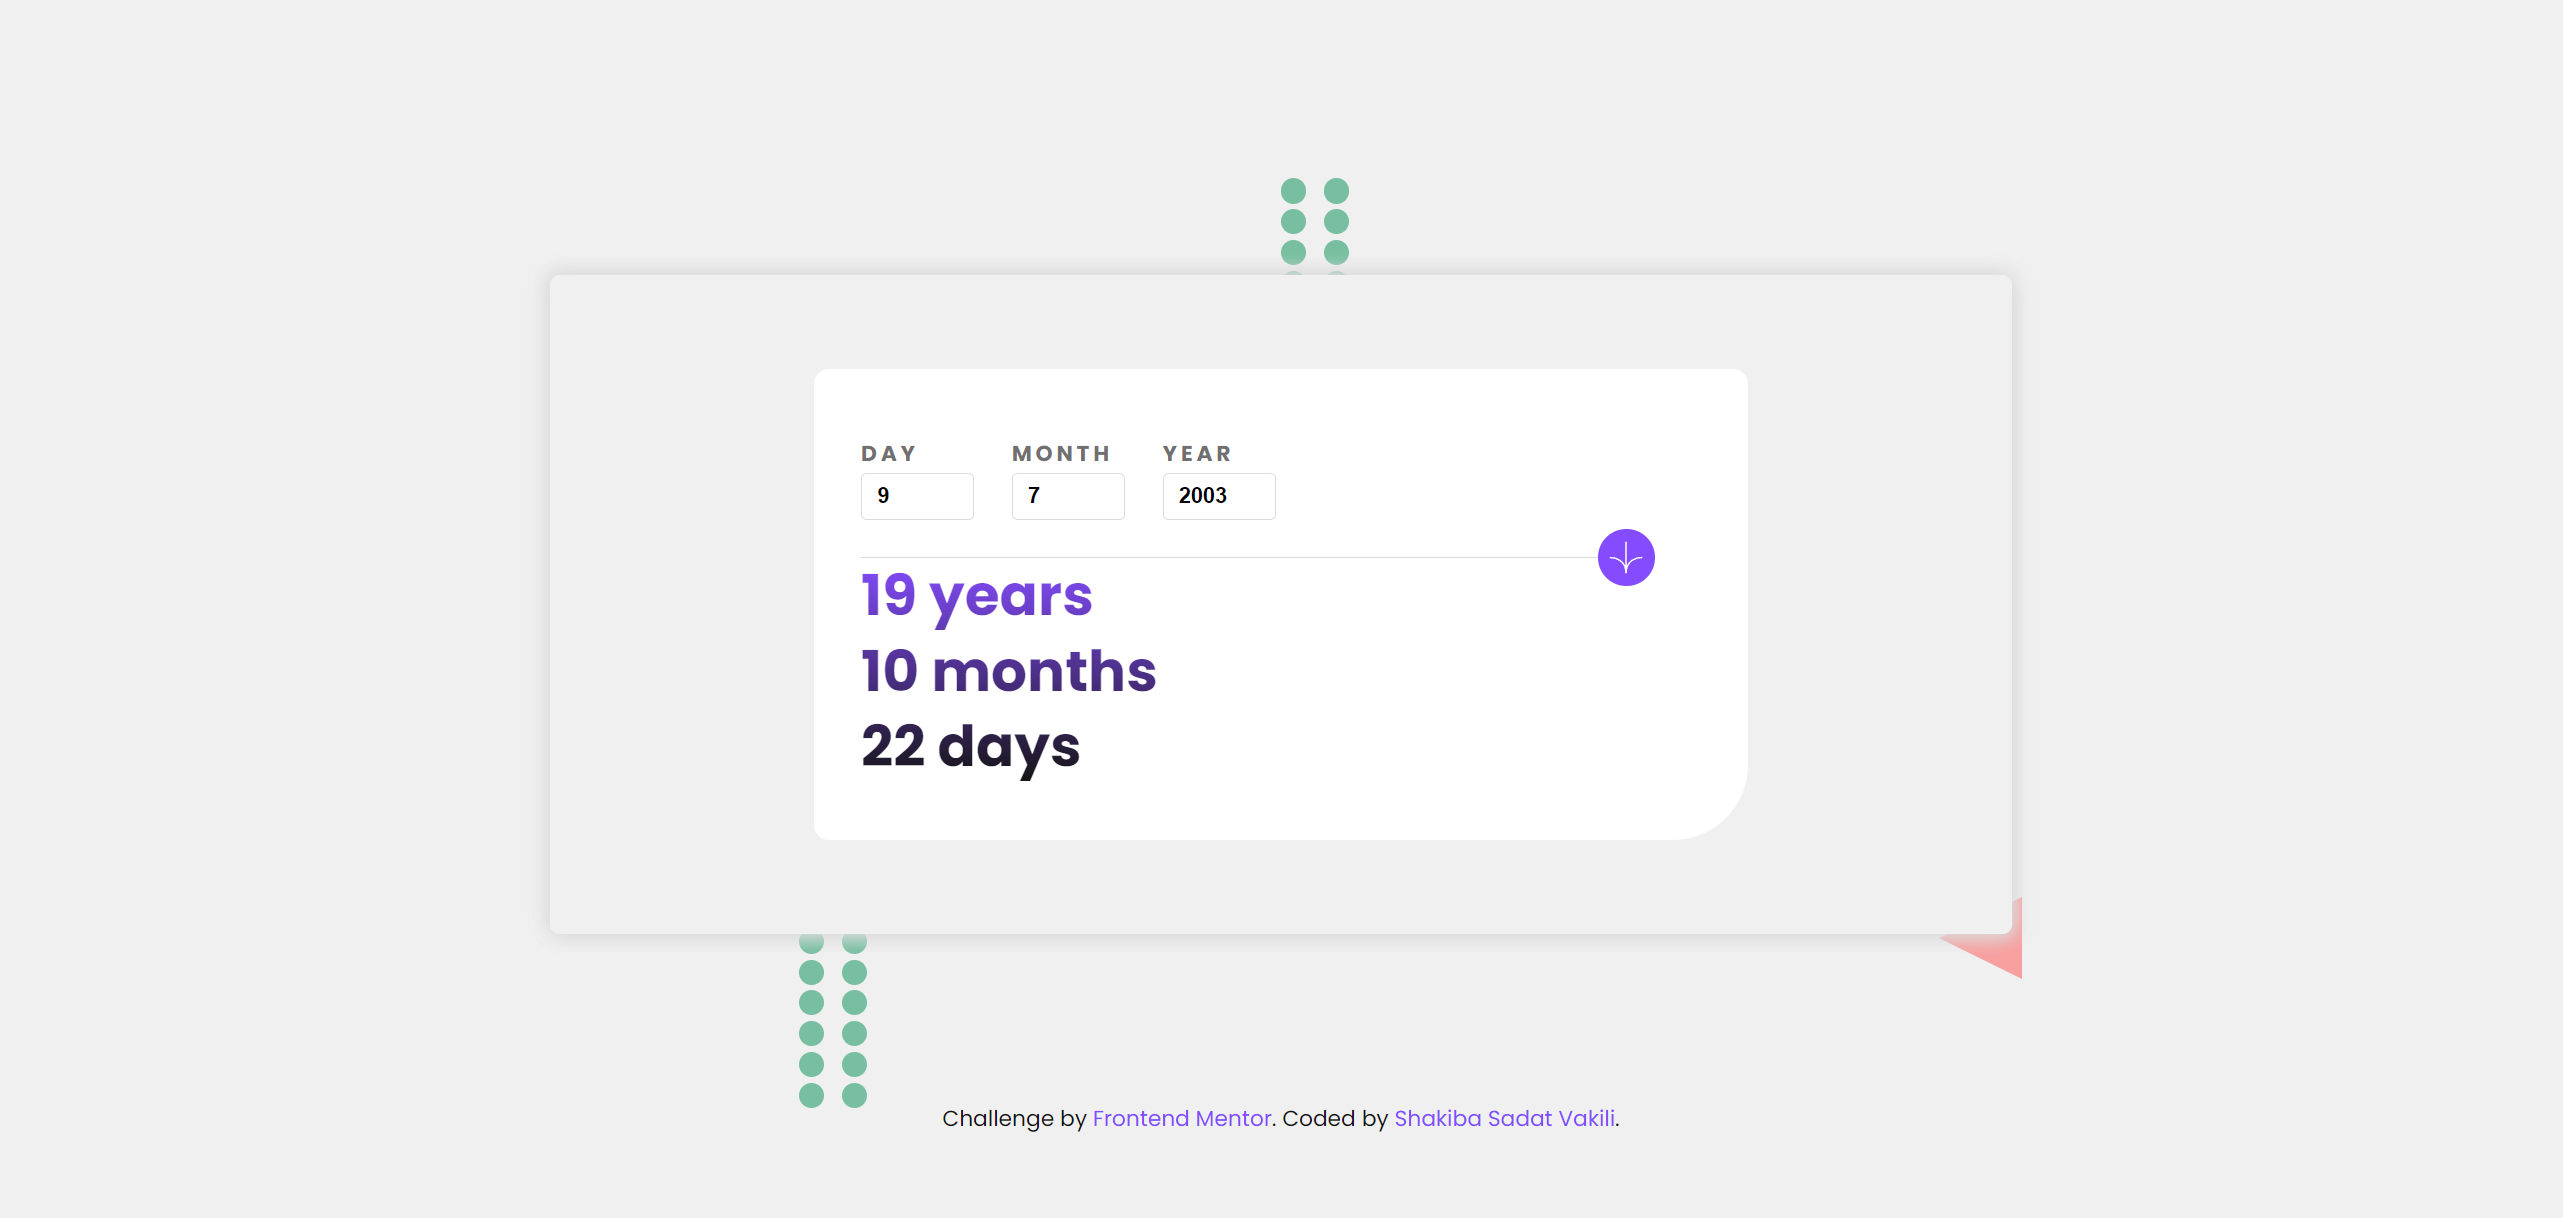 DAY MONTH YEAR
9 7 2003
19 years
10 months
22 days
Challenge by Frontend Mentor. Coded by Shakiba Sadat Vakili.